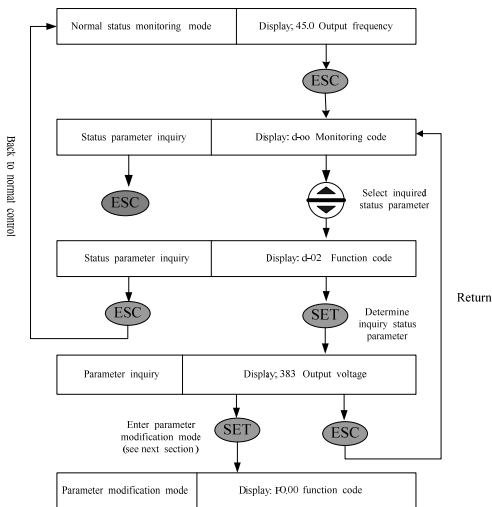 Normal status monitoring mode
Display; 45.0 Output frequency
ESC
Status parameter inquiry
Display: d-oo Monitoring code
ESC
Select inquired
status parameter
Back to normal control
Status parameter inquiry
Display: d-02 Function code
ESC
SET
Determine
inquiry status
parameter
Return
Parameter inquiry
Display; 383 Output voltage
Enter parameter
modification mode
(see next section)
SET
ESC
Parameter modification mode
Display: F0.00 function code